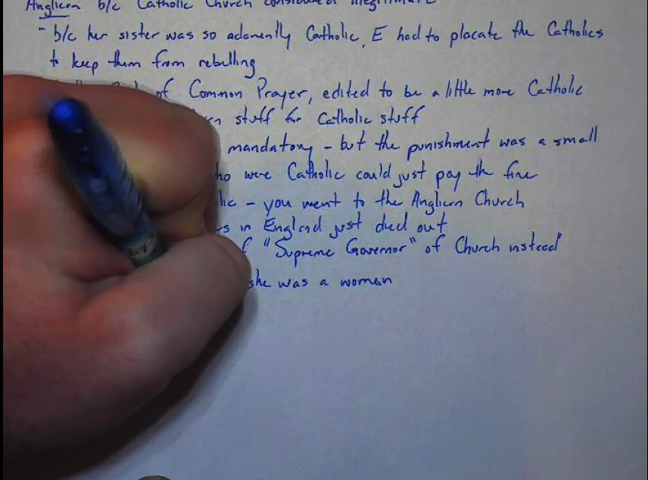 Anglican b/c Catholic Church considered illegitimate
- b/c her sister was so adamently Catholic, E had to placate the Catholics
to keep them from rebelling
of Common Prayer, edited to be a little more Catholic
stuff for Catholic stuff
mandatory - but the punishment was a small
were Catholic could just pay the fine
- you went to the Anglican Church
in England just died out
"Supreme Governor" of Church instead
she was a woman